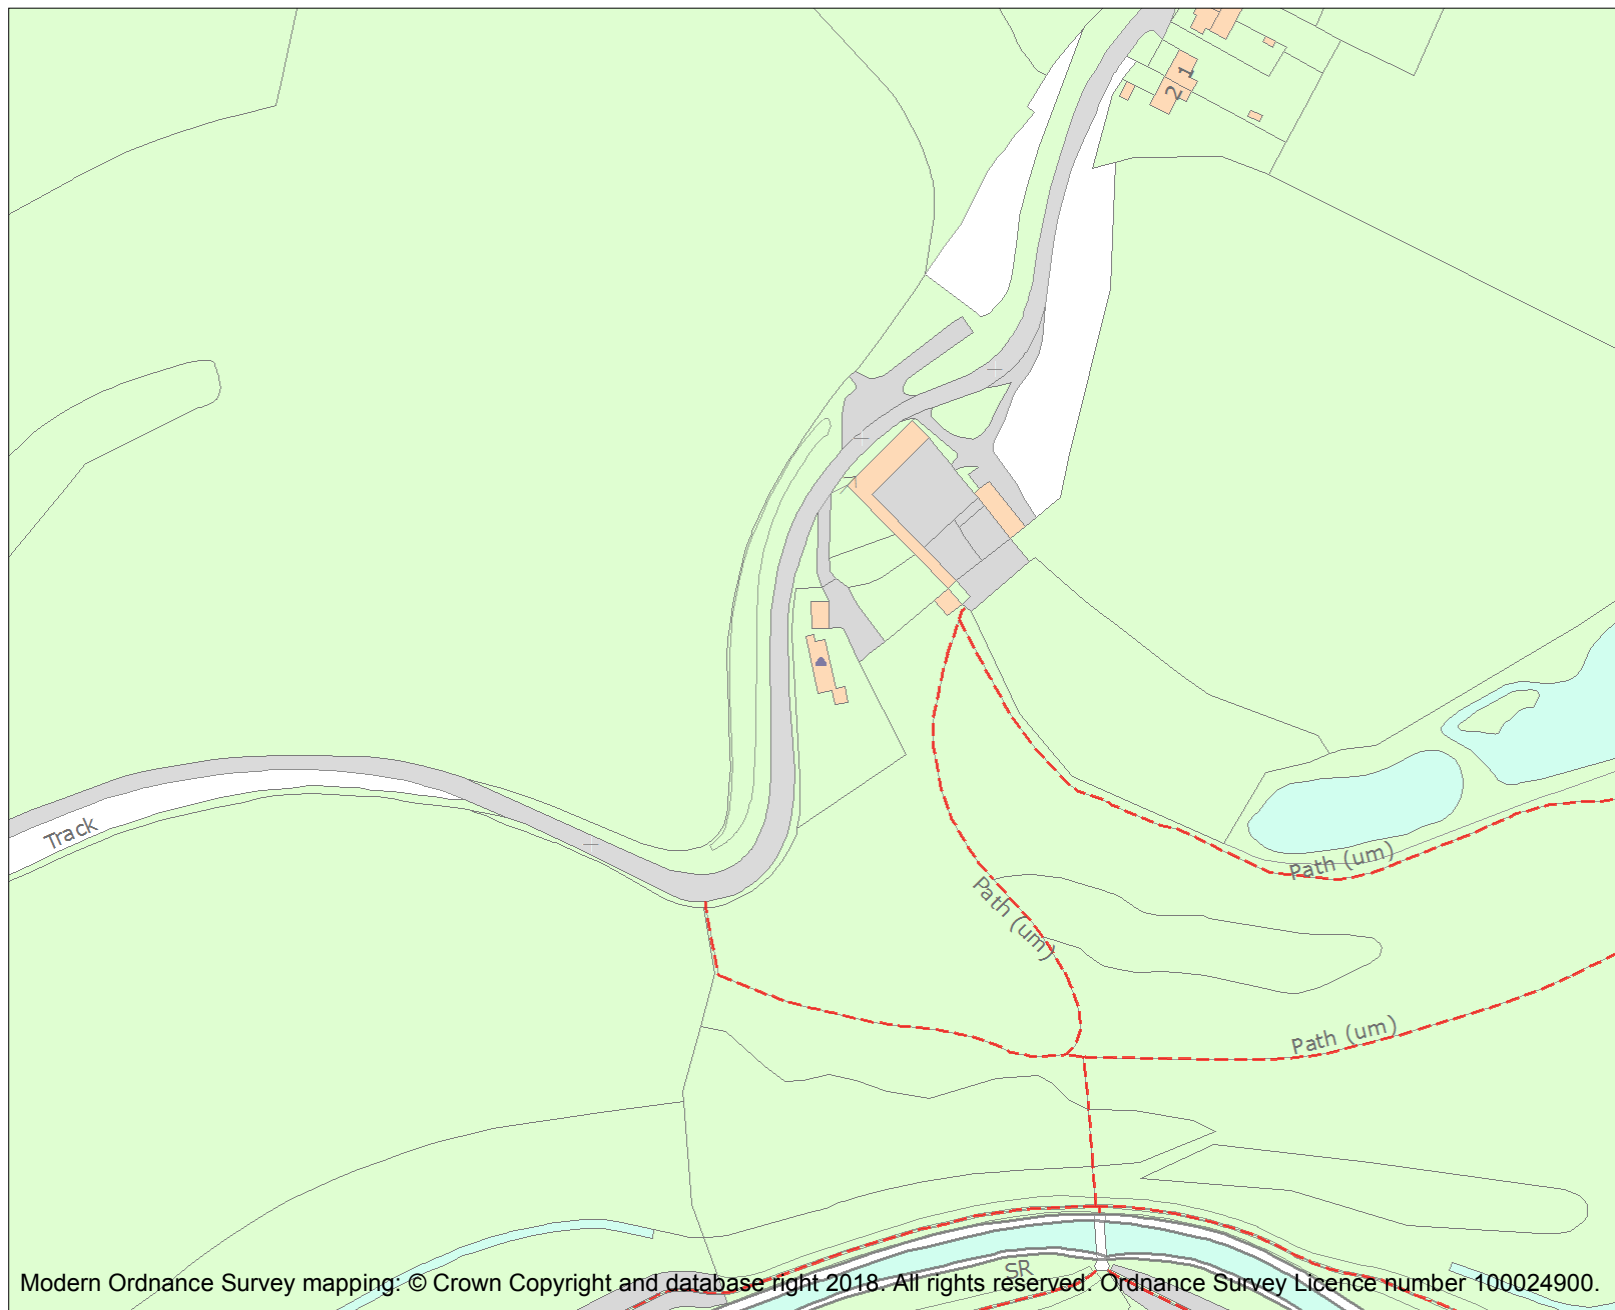 1
2
Track
Path (um)
Path (um)
Path (um)
SR
Modern Ordnance Survey mapping: © Crown Copyright and database right 2018. All rights reserved. Ordnance Survey Licence number 100024900.